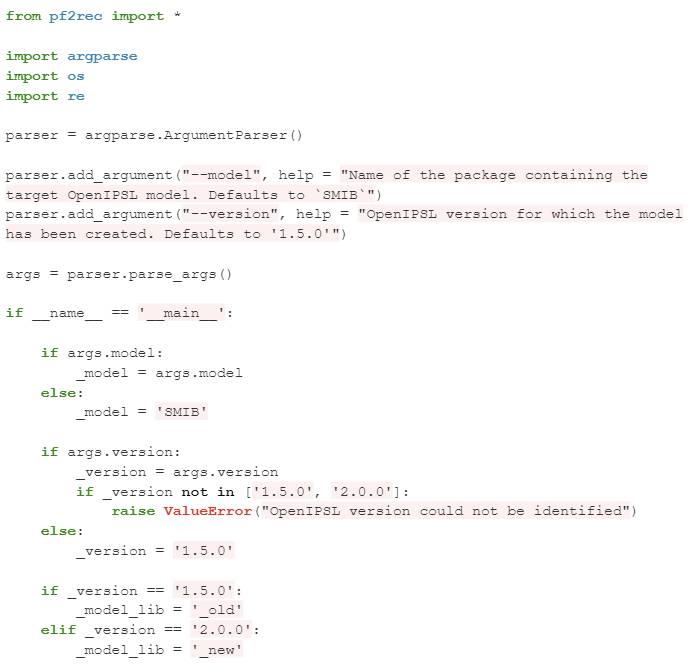 from pf2rec import *
import argparse
import os
import re
parser = argparse.ArgumentParser()
parser.add_argument("--model", help = "Name of the package containing the
target OpenIPSL model. Defaults to `SMIB`")
parser.add_argument("--version", help = "OpenIPSL version for which the model
has been created. Defaults to '1.5.0'")
args = parser.parse_args()
if __name__ == '__main__':
    if args.model:
        _model = args.model
    else:
        _model = 'SMIB'
    if args.version:
        _version = args.version
        if _version not in ['1.5.0', '2.0.0']:
            raise ValueError("OpenIPSL version could not be identified")
    else:
        _version = '1.5.0'
    if _version == '1.5.0':
        _model_lib = '_old'
    elif _version == '2.0.0':
        _model_lib = '_new'